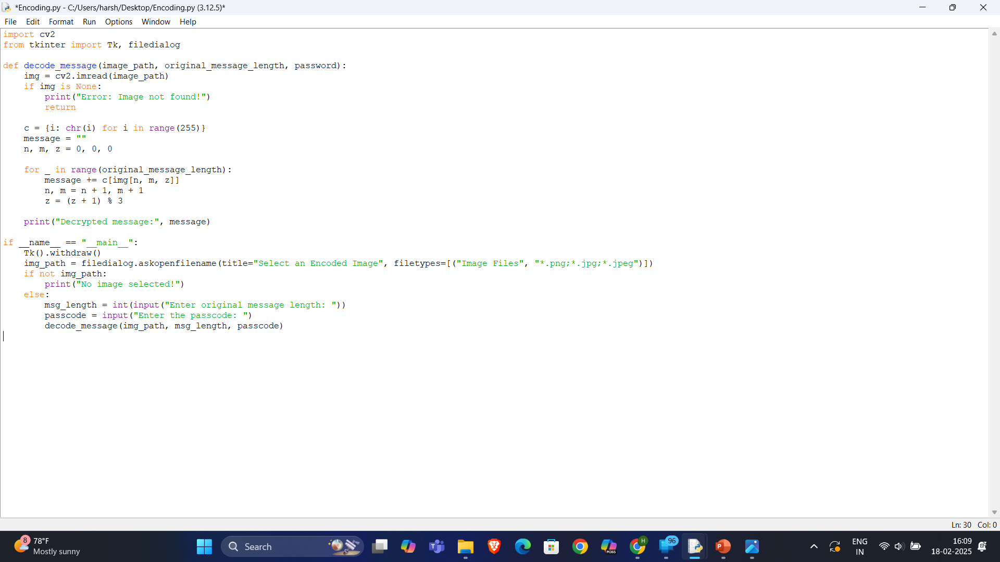 *Encoding.py - C:/Users/harsh/Desktop/Encoding.py (3.12.5)*
File Edit Format Run Options Window Help
import cv2
from tkinter import Tk, filedialog

def decode_message(image_path, original_message_length, password):
    img = cv2.imread(image_path)
    if img is None:
        print("Error: Image not found!")
        return

    c = {i: chr(i) for i in range(255)}
    message = ""
    n, m, z = 0, 0, 0

    for _ in range(original_message_length):
        message += c[img[n, m, z]]
        n, m = n + 1, m + 1
        z = (z + 1) % 3

    print("Decrypted message:", message)

if __name__ == "__main__":
    Tk().withdraw()
    img_path = filedialog.askopenfilename(title="Select an Encoded Image", filetypes=[("Image Files", "*.png;*.jpg;*.jpeg")])
    if not img_path:
        print("No image selected!")
    else:
        msg_length = int(input("Enter original message length: "))
        passcode = input("Enter the passcode: ")
        decode_message(img_path, msg_length, passcode)
Ln: 30 Col: 0
8
78°F
Mostly sunny
Search
T
M365
H
96
P
ENG
IN
16:09
18-02-2025